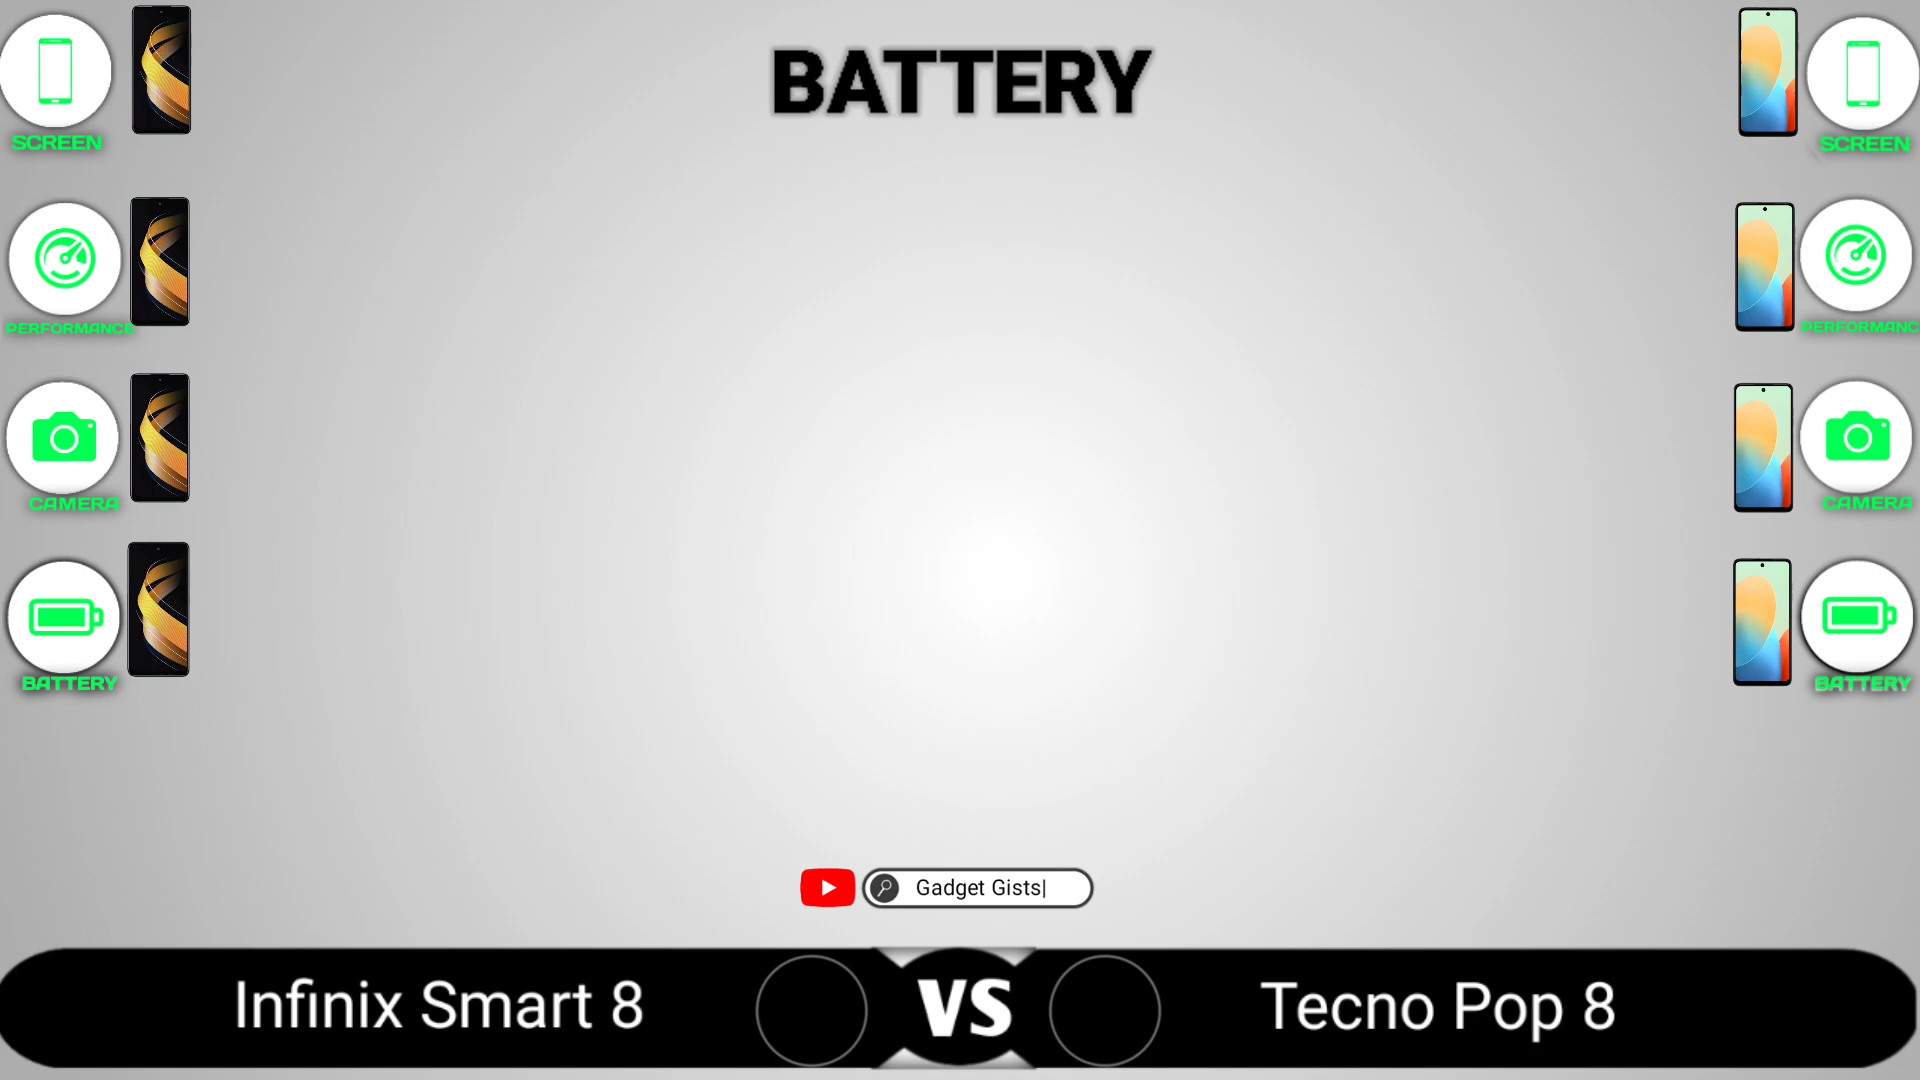 BATTERY
SCREEN
SCREEN
PERFORMANCE
PERFORMANC
CAMERA
CAMERA
BATTERY
BATTERY
Gadget Gists|
Infinix Smart 8
VS
Tecno Pop 8